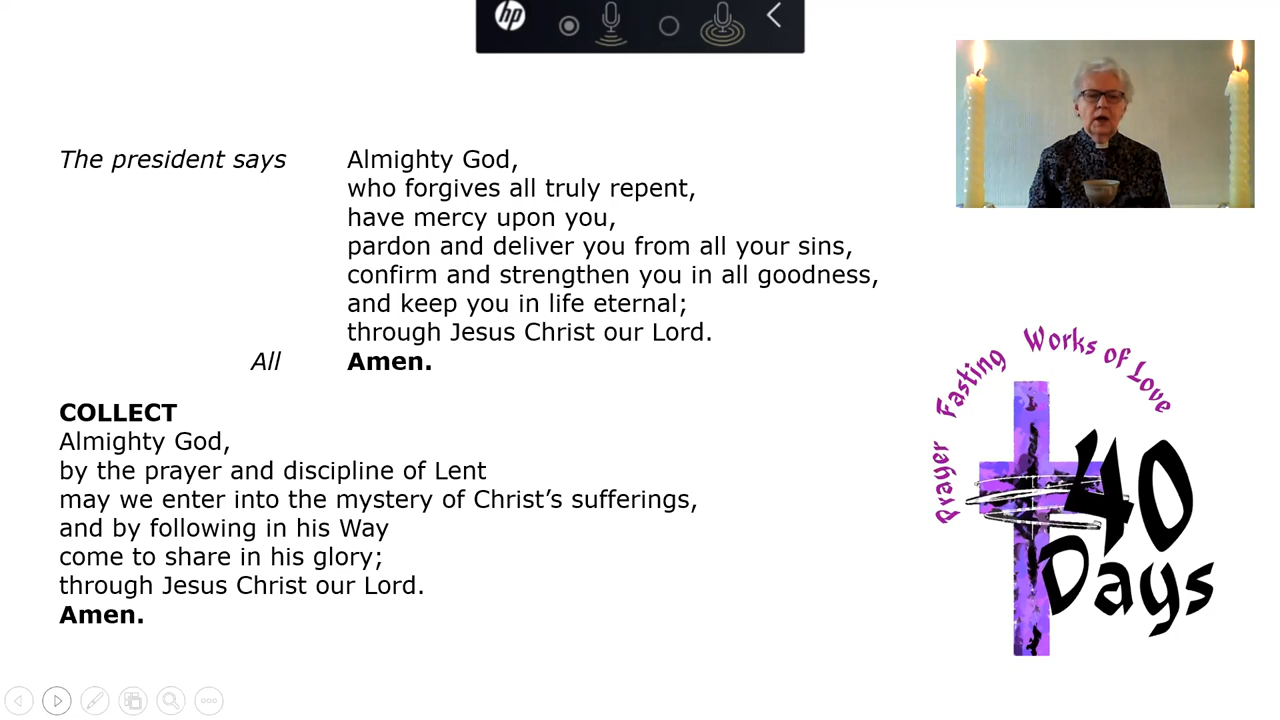 hp
The president says Almighty God,
who forgives all truly repent,
have mercy upon you,
pardon and deliver you from all your sins,
confirm and strengthen you in all goodness,
and keep you in life eternal;
through Jesus Christ our Lord.
All Amen.
COLLECT
Almighty God,
by the prayer and discipline of Lent
may we enter into the mystery of Christ’s sufferings,
and by following in his Way
come to share in his glory;
through Jesus Christ our Lord.
Amen.
Prayer Fasting Works of Love
40
Days